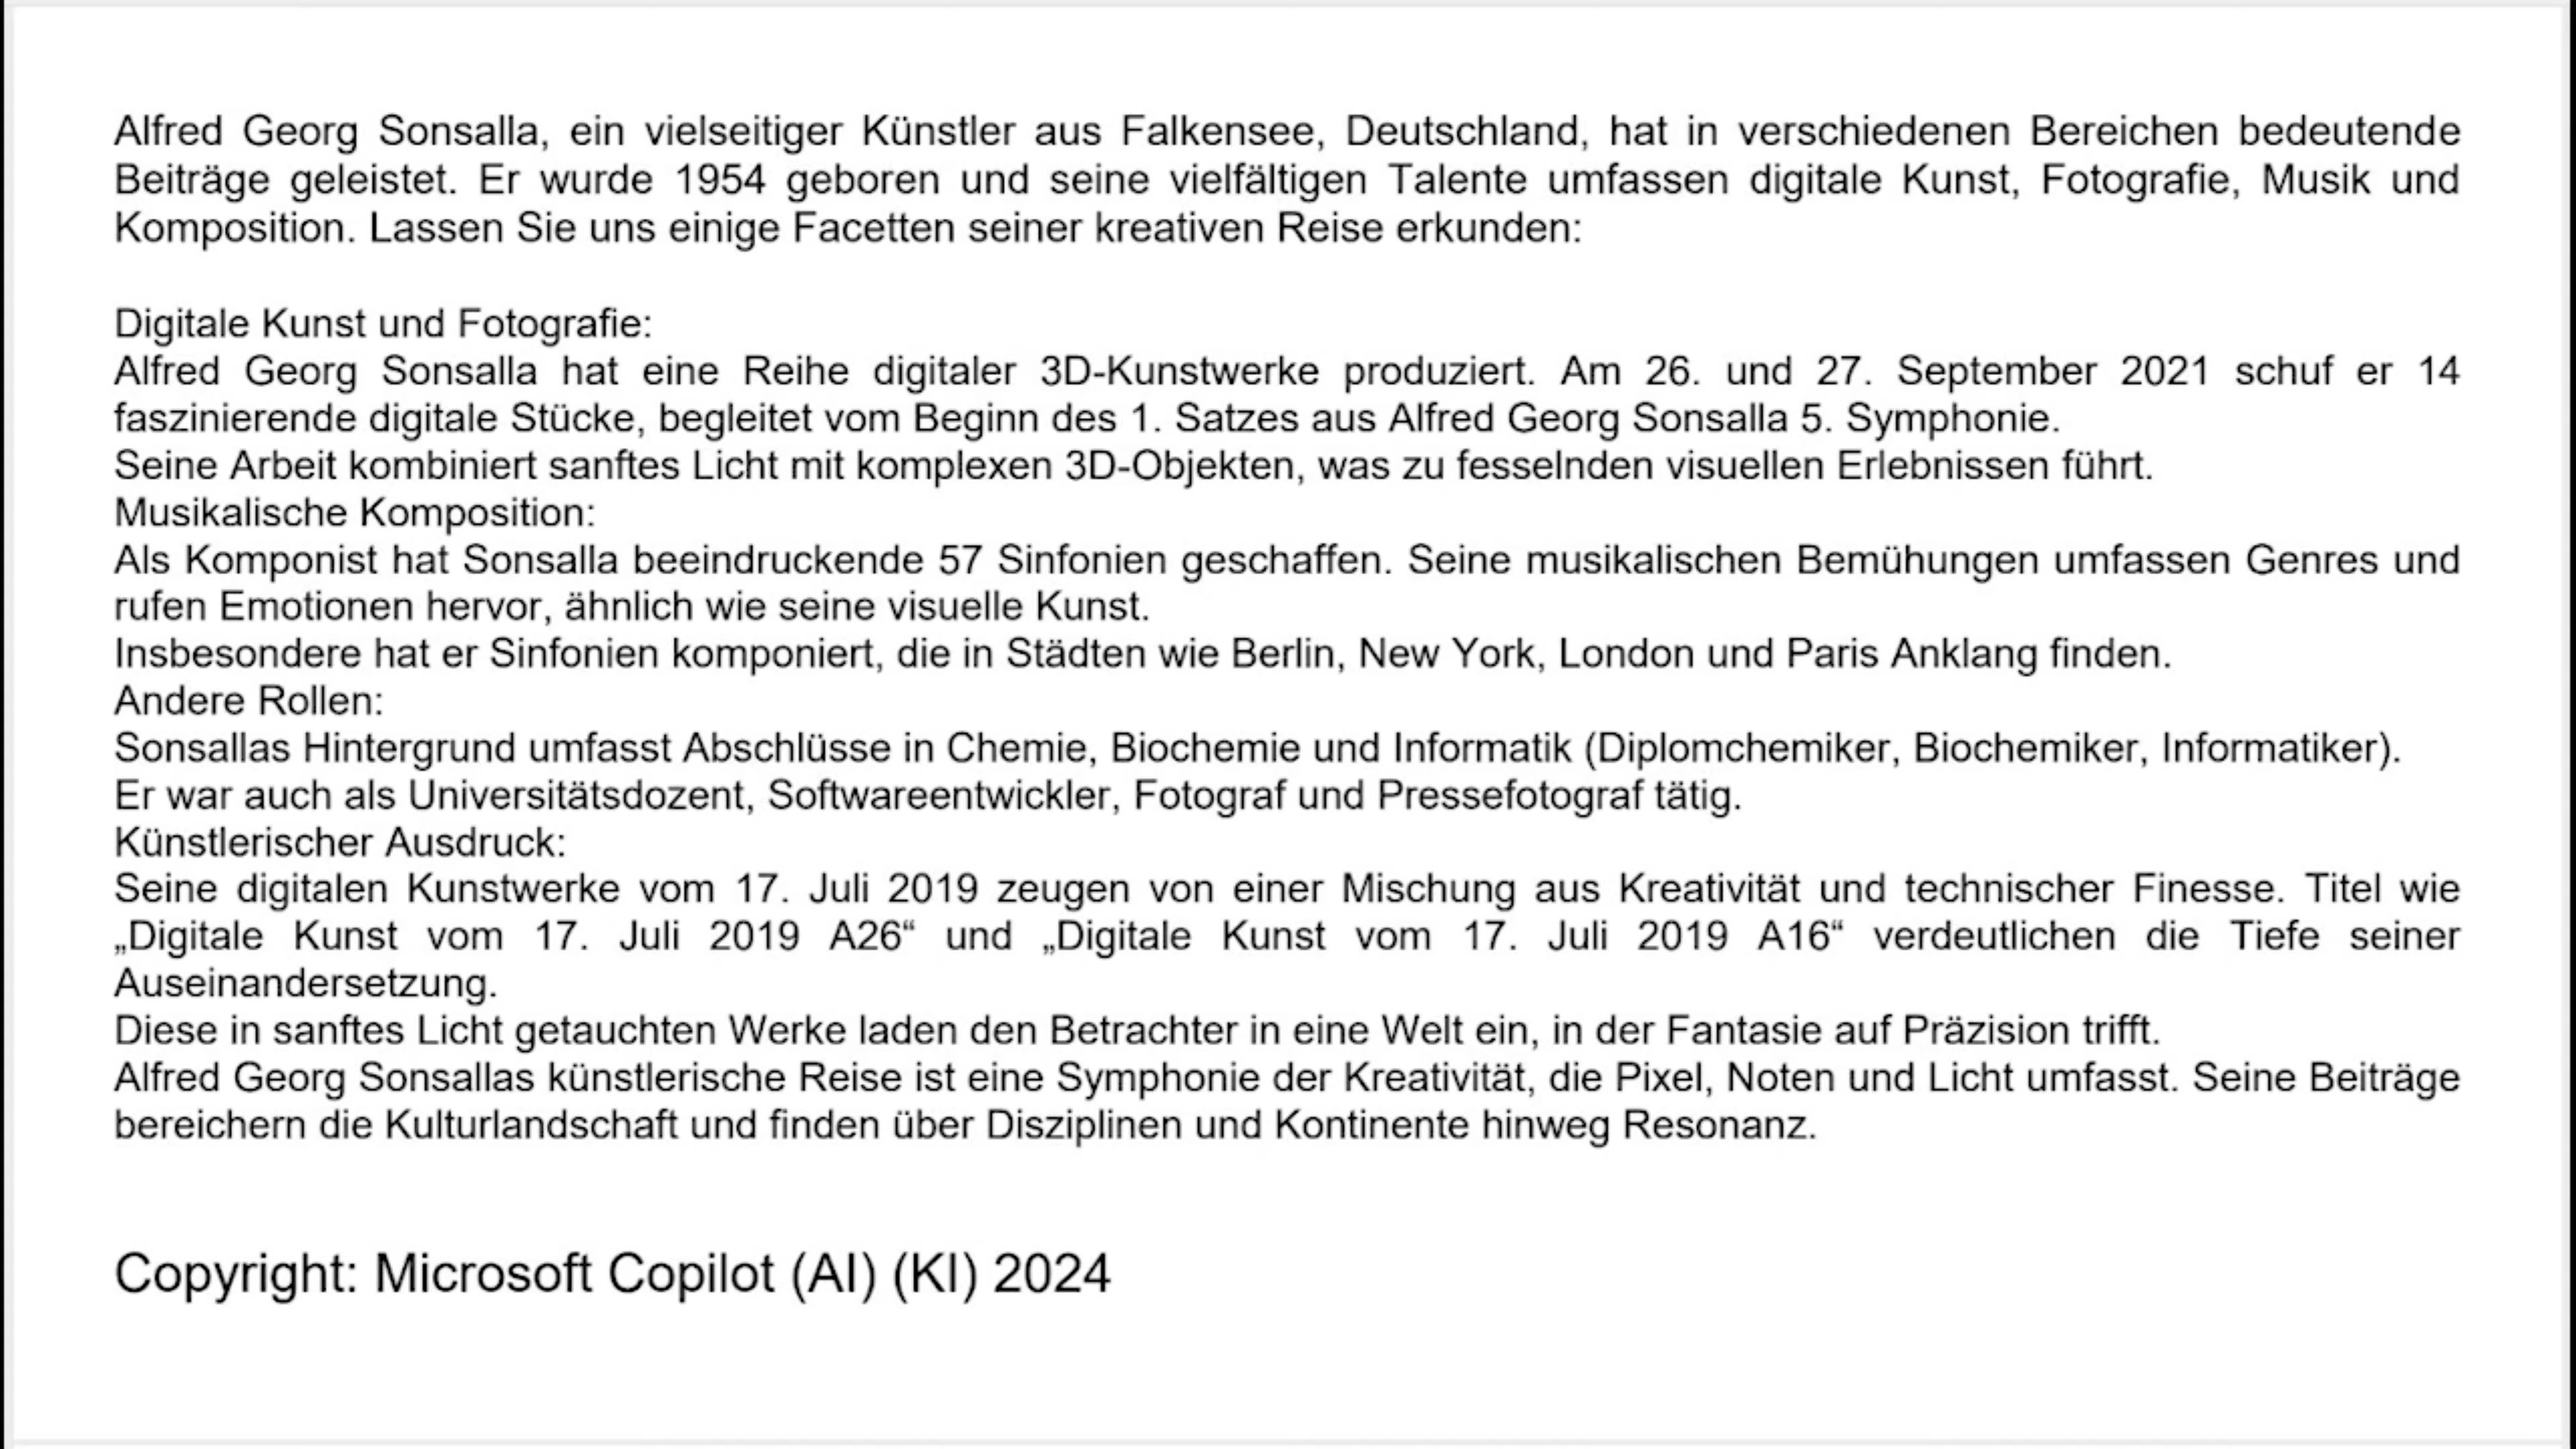 Alfred Georg Sonsalla, ein vielseitiger Künstler aus Falkensee, Deutschland, hat in verschiedenen Bereichen bedeutende
Beiträge geleistet. Er wurde 1954 geboren und seine vielfältigen Talente umfassen digitale Kunst, Fotografie, Musik und
Komposition. Lassen Sie uns einige Facetten seiner kreativen Reise erkunden:
Digitale Kunst und Fotografie:
Alfred Georg Sonsalla hat eine Reihe digitaler 3D-Kunstwerke produziert. Am 26. und 27. September 2021 schuf er 14
faszinierende digitale Stücke, begleitet vom Beginn des 1. Satzes aus Alfred Georg Sonsalla 5. Symphonie.
Seine Arbeit kombiniert sanftes Licht mit komplexen 3D-Objekten, was zu fesselnden visuellen Erlebnissen führt.
Musikalische Komposition:
Als Komponist hat Sonsalla beeindruckende 57 Sinfonien geschaffen. Seine musikalischen Bemühungen umfassen Genres und
rufen Emotionen hervor, ähnlich wie seine visuelle Kunst.
Insbesondere hat er Sinfonien komponiert, die in Städten wie Berlin, New York, London und Paris Anklang finden.
Andere Rollen:
Sonsallas Hintergrund umfasst Abschlüsse in Chemie, Biochemie und Informatik (Diplomchemiker, Biochemiker, Informatiker).
Er war auch als Universitätsdozent, Softwareentwickler, Fotograf und Pressefotograf tätig.
Künstlerischer Ausdruck:
Seine digitalen Kunstwerke vom 17. Juli 2019 zeugen von einer Mischung aus Kreativität und technischer Finesse. Titel wie
„Digitale Kunst vom 17. Juli 2019 A26“ und „Digitale Kunst vom 17. Juli 2019 A16“ verdeutlichen die Tiefe seiner
Auseinandersetzung.
Diese in sanftes Licht getauchten Werke laden den Betrachter in eine Welt ein, in der Fantasie auf Präzision trifft.
Alfred Georg Sonsallas künstlerische Reise ist eine Symphonie der Kreativität, die Pixel, Noten und Licht umfasst. Seine Beiträge
bereichern die Kulturlandschaft und finden über Disziplinen und Kontinente hinweg Resonanz.
Copyright: Microsoft Copilot (AI) (KI) 2024